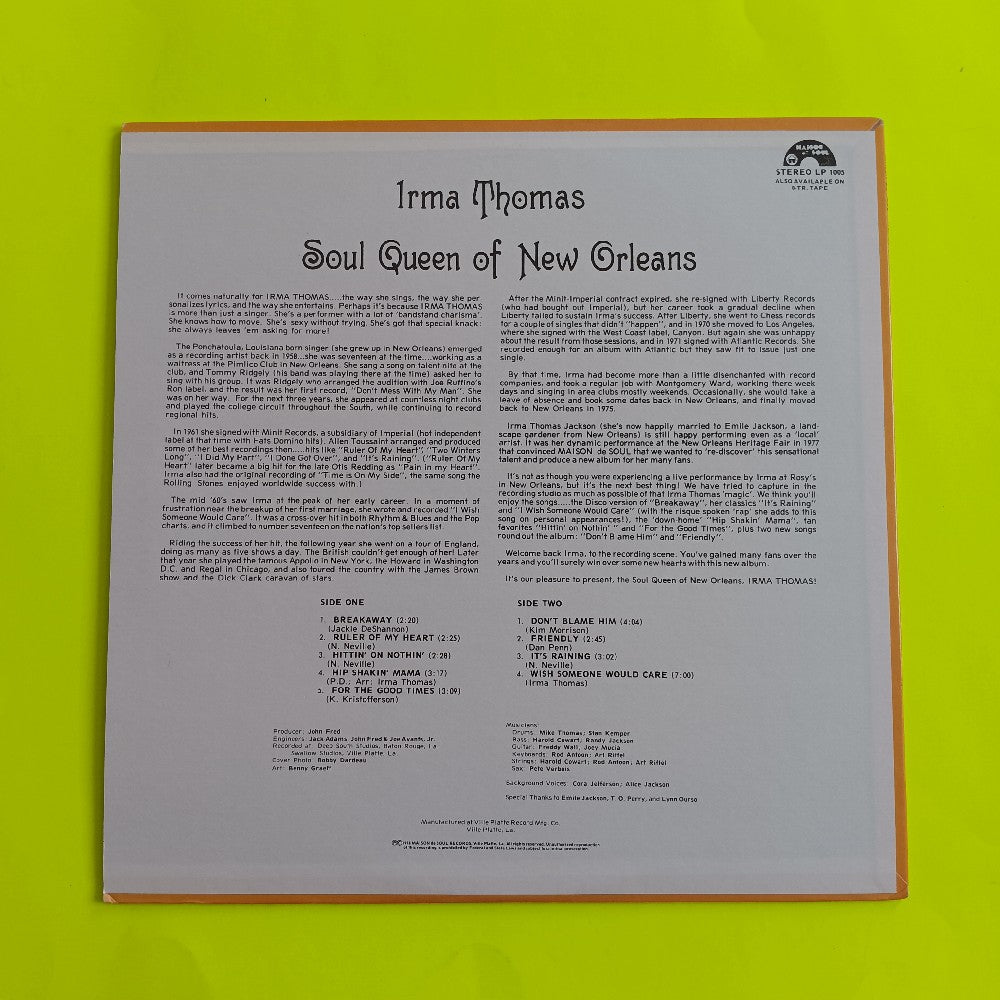 MAISON
de SOUL
STEREO LP 1005
ALSO AVAILABLE ON
8-TR. TAPE
Irma Thomas
Soul Queen of New Orleans
It comes naturally for IRMA THOMAS.....the way she sings, the way she per-
sonalizes lyrics, and the way she entertains. Perhaps it's because IRMA THOMAS
is more than just a singer. She's a performer with a lot of 'bandstand charisma'.
She knows how to move. She's sexy without trying. She's got that special knack:
she always leaves 'em asking for more!
The Ponchatoula, Louisiana born singer (she grew up in New Orleans) emerged
as a recording artist back in 1958...she was seventeen at the time....working as a
waitress at the Pimlico Club in New Orleans. She sang a song on talent nite at the
club, and Tommy Ridgely (his band was playing there at the time) asked her to
sing with his group. It was Ridgely who arranged the audition with Joe Ruffino's
Ron label, and the result was her first record, "Don't Mess With My Man". She
was on her way. For the next three years, she appeared at countless night clubs
and played the college circuit throughout the South, while continuing to record
regional hits.
In 1961 she signed with Minit Records, a subsidiary of Imperial (hot independent
label at that time with Fats Domino hits). Allen Toussaint arranged and produced
some of her best recordings then.....hits like "Ruler Of My Heart", "Two Winters
Long", "I Did My Part", "I Done Got Over", and "It's Raining". ("Ruler Of My
Heart" later became a big hit for the late Otis Redding as "Pain in my Heart".
Irma also had the original recording of "Time is On My Side", the same song the
Rolling Stones enjoyed worldwide success with.)
The mid '60's saw Irma at the peak of her early career. In a moment of
frustration near the breakup of her first marriage, she wrote and recorded "I Wish
Someone Would Care". It was a cross-over hit in both Rhythm & Blues and the Pop
charts, and it climbed to number seventeen on the nation's top sellers list.
Riding the success of her hit, the following year she went on a tour of England,
doing as many as five shows a day. The British couldn't get enough of her! Later
that year she played the famous Appolo in New York, the Howard in Washington
D.C. and Regal in Chicago, and also toured the country with the James Brown
show and the Dick Clark caravan of stars.
After the Minit-Imperial contract expired, she re-signed with Liberty Records
(who had bought out Imperial), but her career took a gradual decline when
Liberty failed to sustain Irma's success. After Liberty, she went to Chess records
for a couple of singles that didn't "happen", and in 1970 she moved to Los Angeles,
where she signed with the West Coast label, Canyon. But again she was unhappy
about the result from those sessions, and in 1971 signed with Atlantic Records. She
recorded enough for an album with Atlantic but they saw fit to issue just one
single.
By that time, Irma had become more than a little disenchanted with record
companies, and took a regular job with Montgomery Ward, working there week
days and singing in area clubs mostly weekends. Occasionally, she would take a
leave of absence and book some dates back in New Orleans, and finally moved
back to New Orleans in 1975.
Irma Thomas Jackson (she's now happily married to Emile Jackson, a land-
scape gardener from New Orleans) is still happy performing even as a 'local'
artist. It was her dynamic performance at the New Orleans Heritage Fair in 1977
that convinced MAISON de SOUL that we wanted to 're-discover' this sensational
talent and produce a new album for her many fans.
It's not as though you were experiencing a live performance by Irma at Rosy's
in New Orleans, but it's the next best thing! We have tried to capture in the
recording studio as much as possible of that Irma Thomas 'magic'. We think you'll
enjoy the songs.....the Disco version of "Breakaway", her classics "It's Raining"
and "I Wish Someone Would Care" (with the risque spoken 'rap' she adds to this
song on personal appearances!), the 'down-home' "Hip Shakin' Mama", fan
favorites "Hittin' on Nothin' " and "For the Good Times", plus two new songs
round out the album: "Don't Blame Him" and "Friendly".
Welcome back Irma, to the recording scene. You've gained many fans over the
years and you'll surely win over some new hearts with this new album.
It's our pleasure to present, the Soul Queen of New Orleans, IRMA THOMAS!
SIDE ONE
1. BREAKAWAY (2:20)
(Jackie DeShannon)
2. RULER OF MY HEART (2:25)
(N. Neville)
3. HITTIN' ON NOTHIN' (2:28)
(N. Neville)
4. HIP SHAKIN' MAMA (3:17)
(P.D.; Arr: Irma Thomas)
5. FOR THE GOOD TIMES (3:09)
(K. Kristofferson)
SIDE TWO
1. DON'T BLAME HIM (4:04)
(Kim Morrison)
2. FRIENDLY (2:45)
(Dan Penn)
3. IT'S RAINING (3:02)
(N. Neville)
4. WISH SOMEONE WOULD CARE (7:00)
(Irma Thomas)
Producer: John Fred
Engineers: Jack Adams, John Fred & Joe Avants, Jr.
Recorded at: Deep South Studios, Baton Rouge, La
Swallow Studios, Ville Platte, La.
Cover Photo: Bobby Dardeau
Art: Benny Graeff
Musicians:
Drums: Mike Thomas; Stan Kemper
Bass: Harold Cowart, Randy Jackson
Guitar: Freddy Wall, Joey Mucia
Keyboards: Rod Antoon; Art Riffel
Strings: Harold Cowart; Rod Antoon; Art Riffel
Sax: Pete Verbois
Background Voices: Cora Jefferson; Alice Jackson
Special Thanks to Emile Jackson, T. O. Perry, and Lynn Ourso
Manufactured at Ville Platte Record Mfg. Co.
Ville Platte, La.
MAISON de SOUL RECORDS, Ville Platte, La. All rights reserved. Unauthorized reproduction
of this recording is prohibited by Federal and State Laws and subject to criminal prosecution.